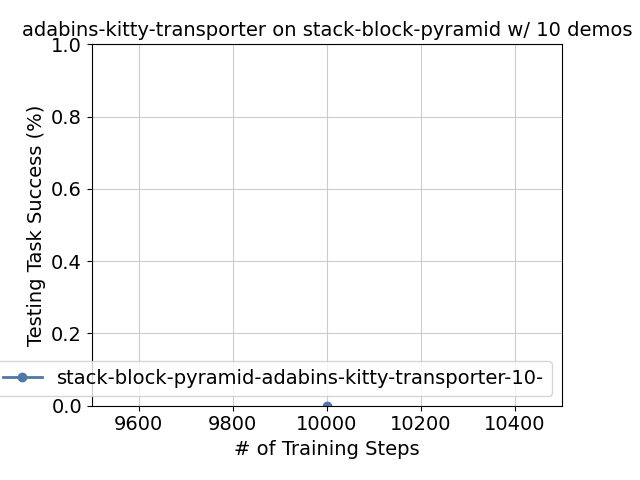 adabins-kitty-transporter on stack-block-pyramid w/ 10 demos
1.0
0.8
0.6
0.4
0.2
0.0
Testing Task Success (%)
stack-block-pyramid-adabins-kitty-transporter-10-
9600 9800 10000 10200 10400
# of Training Steps